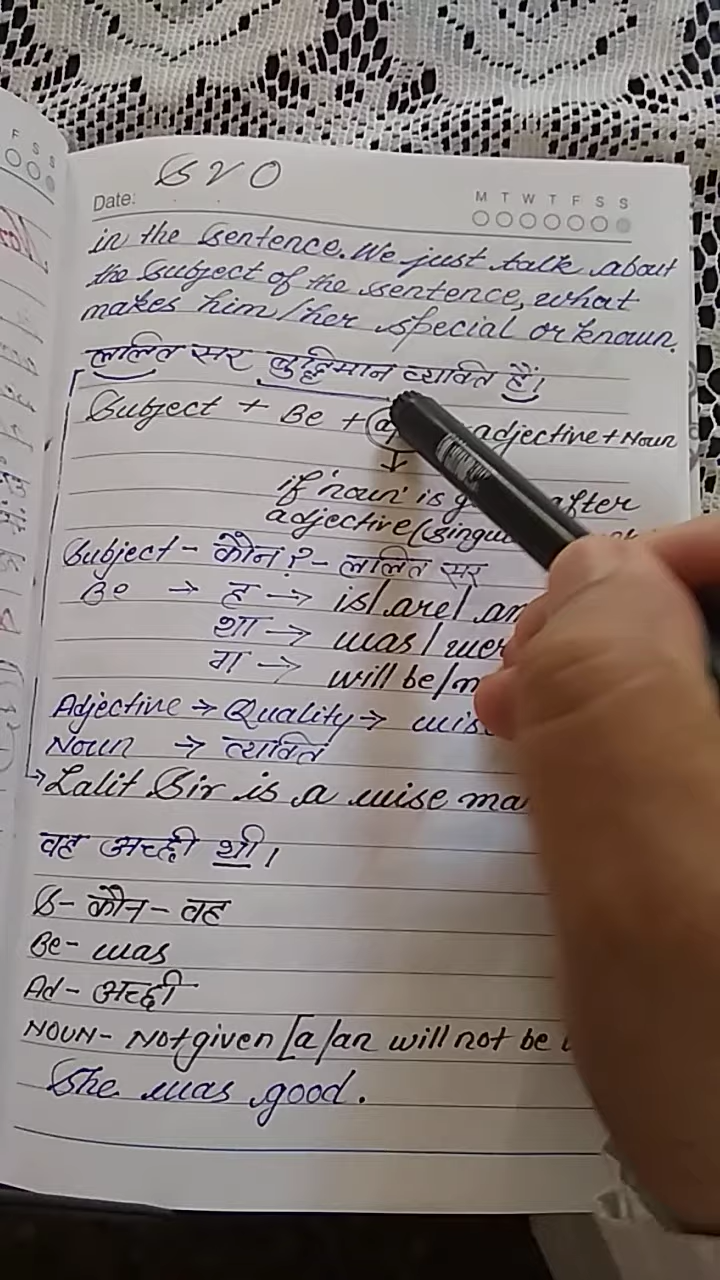 F S S
S V O
Date:
M T W T F S S
in the sentence. We just talk about
the subject of the sentence, what
makes him/her special or known.
ललित सर बुद्धिमान व्यक्ति हैं।
Subject + Be + adjective + Noun
if 'noun' is after
adjective
Subject - कौन? - ललित सर
Be → ह → is/are/am
था → was/were
ग → will be/
Adjective → Quality →
Noun → व्यक्ति
→ Lalit Sir is a wise
वह अच्छी थी।
S - कौन - वह
Be - was
Ad - अच्छी
NOUN - Not given [a/an will not be
She was good.